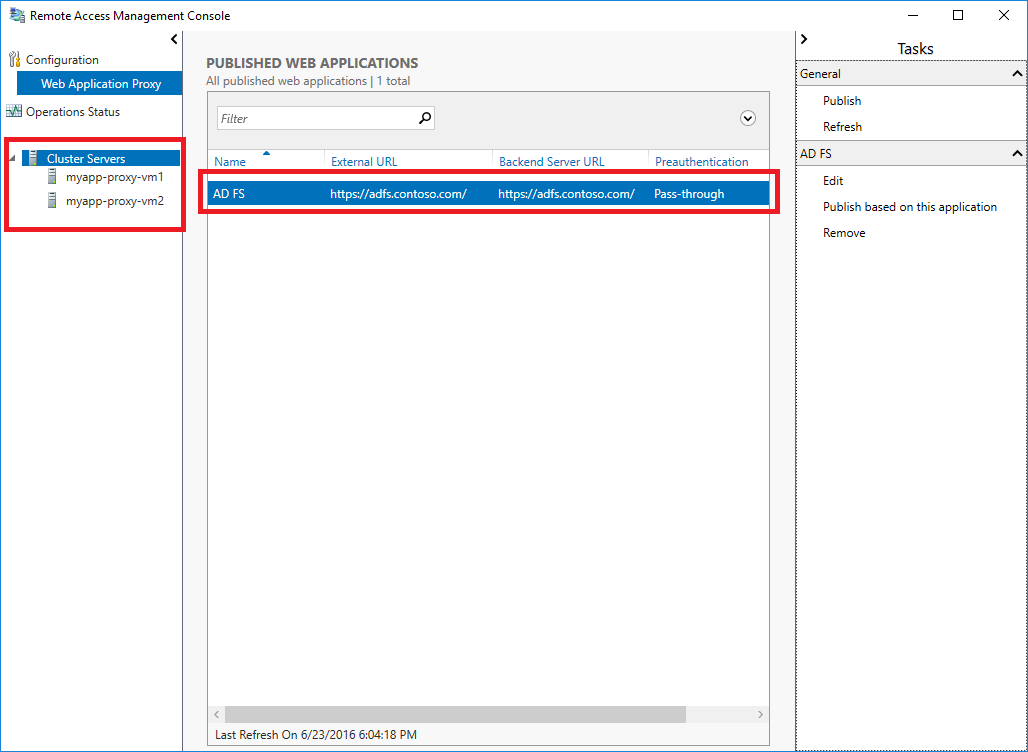 Remote Access Management Console
Configuration
Web Application Proxy
Operations Status
Cluster Servers
myapp-proxy-vm1
myapp-proxy-vm2
PUBLISHED WEB APPLICATIONS
All published web applications | 1 total
Filter
Name External URL Backend Server URL Preauthentication
AD FS https://adfs.contoso.com/ https://adfs.contoso.com/ Pass-through
Last Refresh On 6/23/2016 6:04:18 PM
Tasks
General
Publish
Refresh
AD FS
Edit
Publish based on this application
Remove